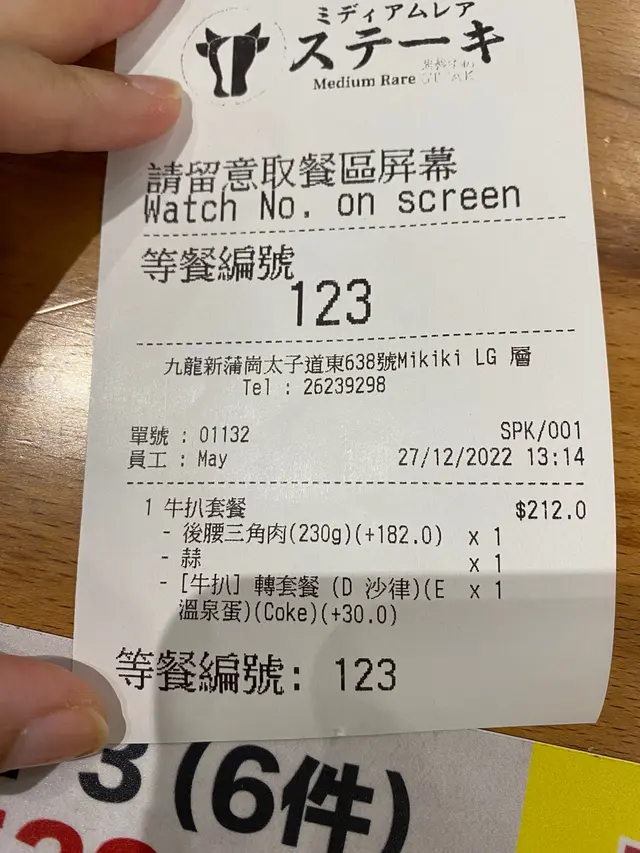 ミディアムレア
ステーキ
Medium Rare
請留意取餐區屏幕
Watch No. on screen
等餐編號
123
九龍新蒲崗太子道東638號Mikiki LG 層
Tel : 26239298
單號 : 01132 SPK/001
員工 : May 27/12/2022 13:14
1 牛扒套餐 $212.0
- 後腰三角肉(230g)(+182.0) x 1
- 蒜 x 1
- [牛扒] 轉套餐 (D 沙律)(E x 1
溫泉蛋)(Coke)(+30.0)
等餐編號: 123
3 (6件)